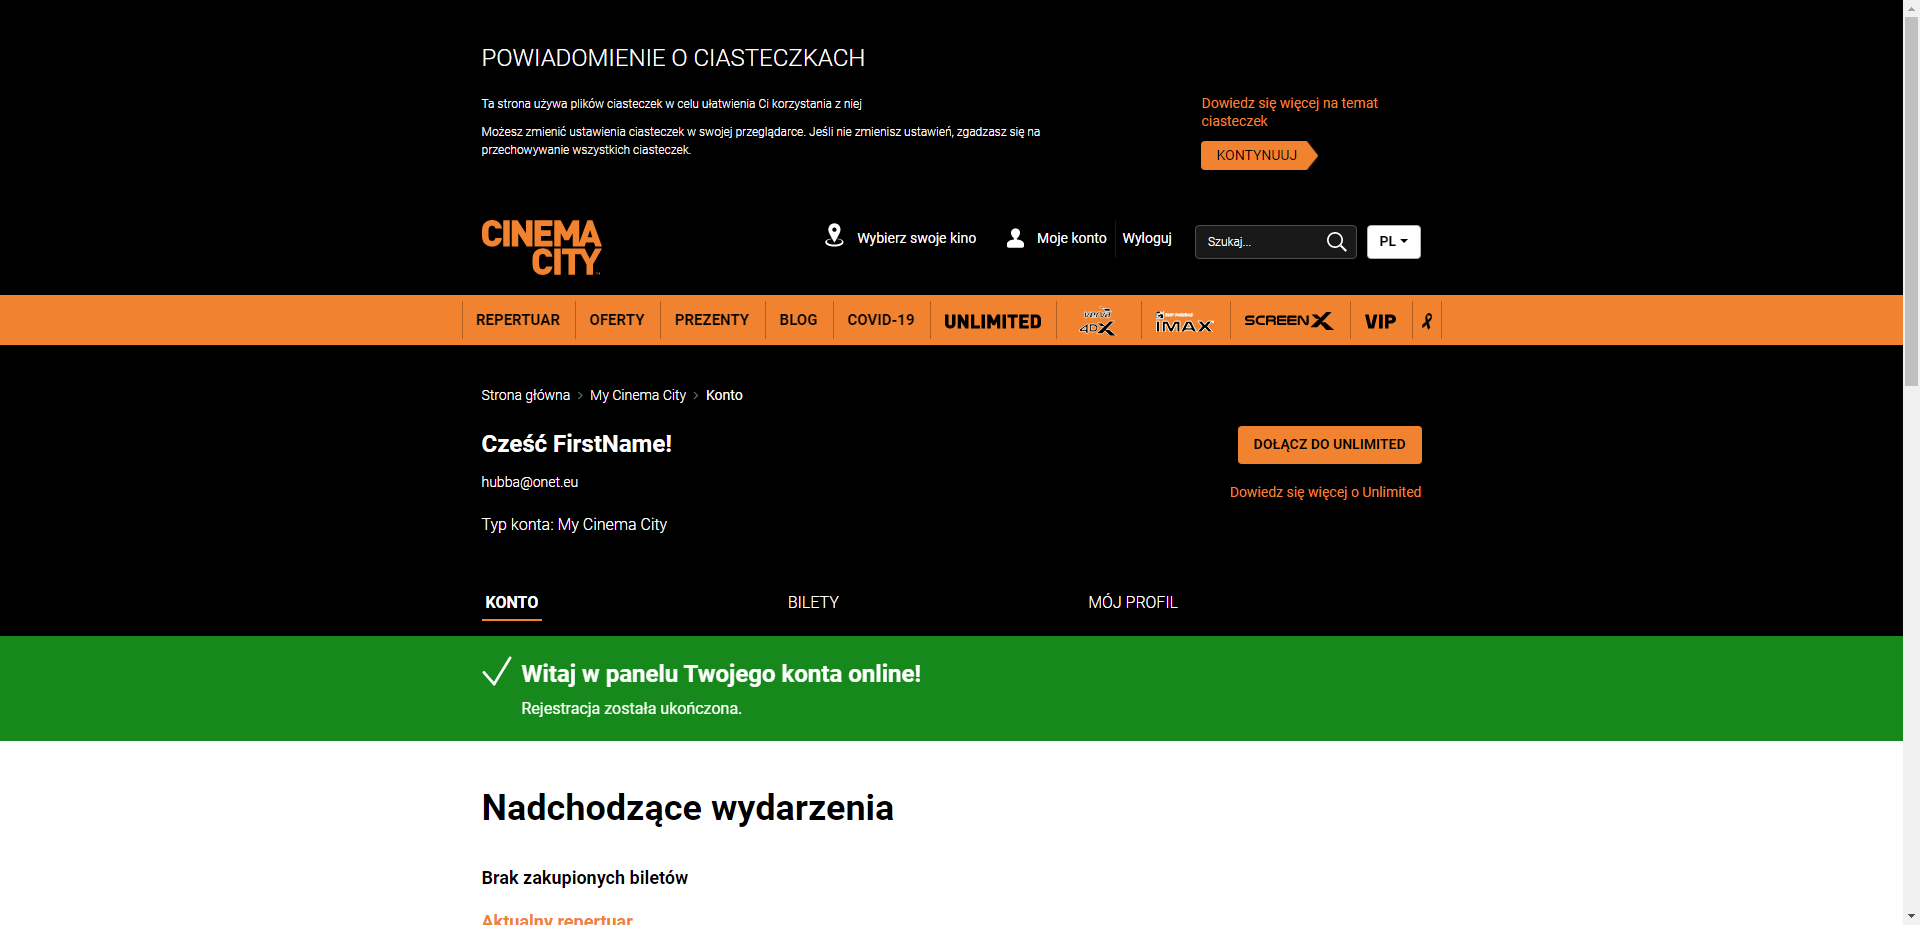 POWIADOMIENIE O CIASTECZKACH
Ta strona używa plików ciasteczek w celu ułatwienia Ci korzystania z niej
Możesz zmienić ustawienia ciasteczek w swojej przeglądarce. Jeśli nie zmienisz ustawień, zgadzasz się na
przechowywanie wszystkich ciasteczek.
Dowiedz się więcej na temat
ciasteczek
KONTYNUUJ
CINEMA
CITY
Wybierz swoje kino
Moje konto
Wyloguj
Szukaj...
PL
REPERTUAR
OFERTY
PREZENTY
BLOG
COVID-19
UNLIMITED
4DX
IMAX
SCREENX
VIP
Strona główna > My Cinema City > Konto
Cześć FirstName!
hubba@onet.eu
Typ konta: My Cinema City
DOŁĄCZ DO UNLIMITED
Dowiedz się więcej o Unlimited
KONTO
BILETY
MÓJ PROFIL
Witaj w panelu Twojego konta online!
Rejestracja została ukończona.
Nadchodzące wydarzenia
Brak zakupionych biletów
Aktualny repertuar